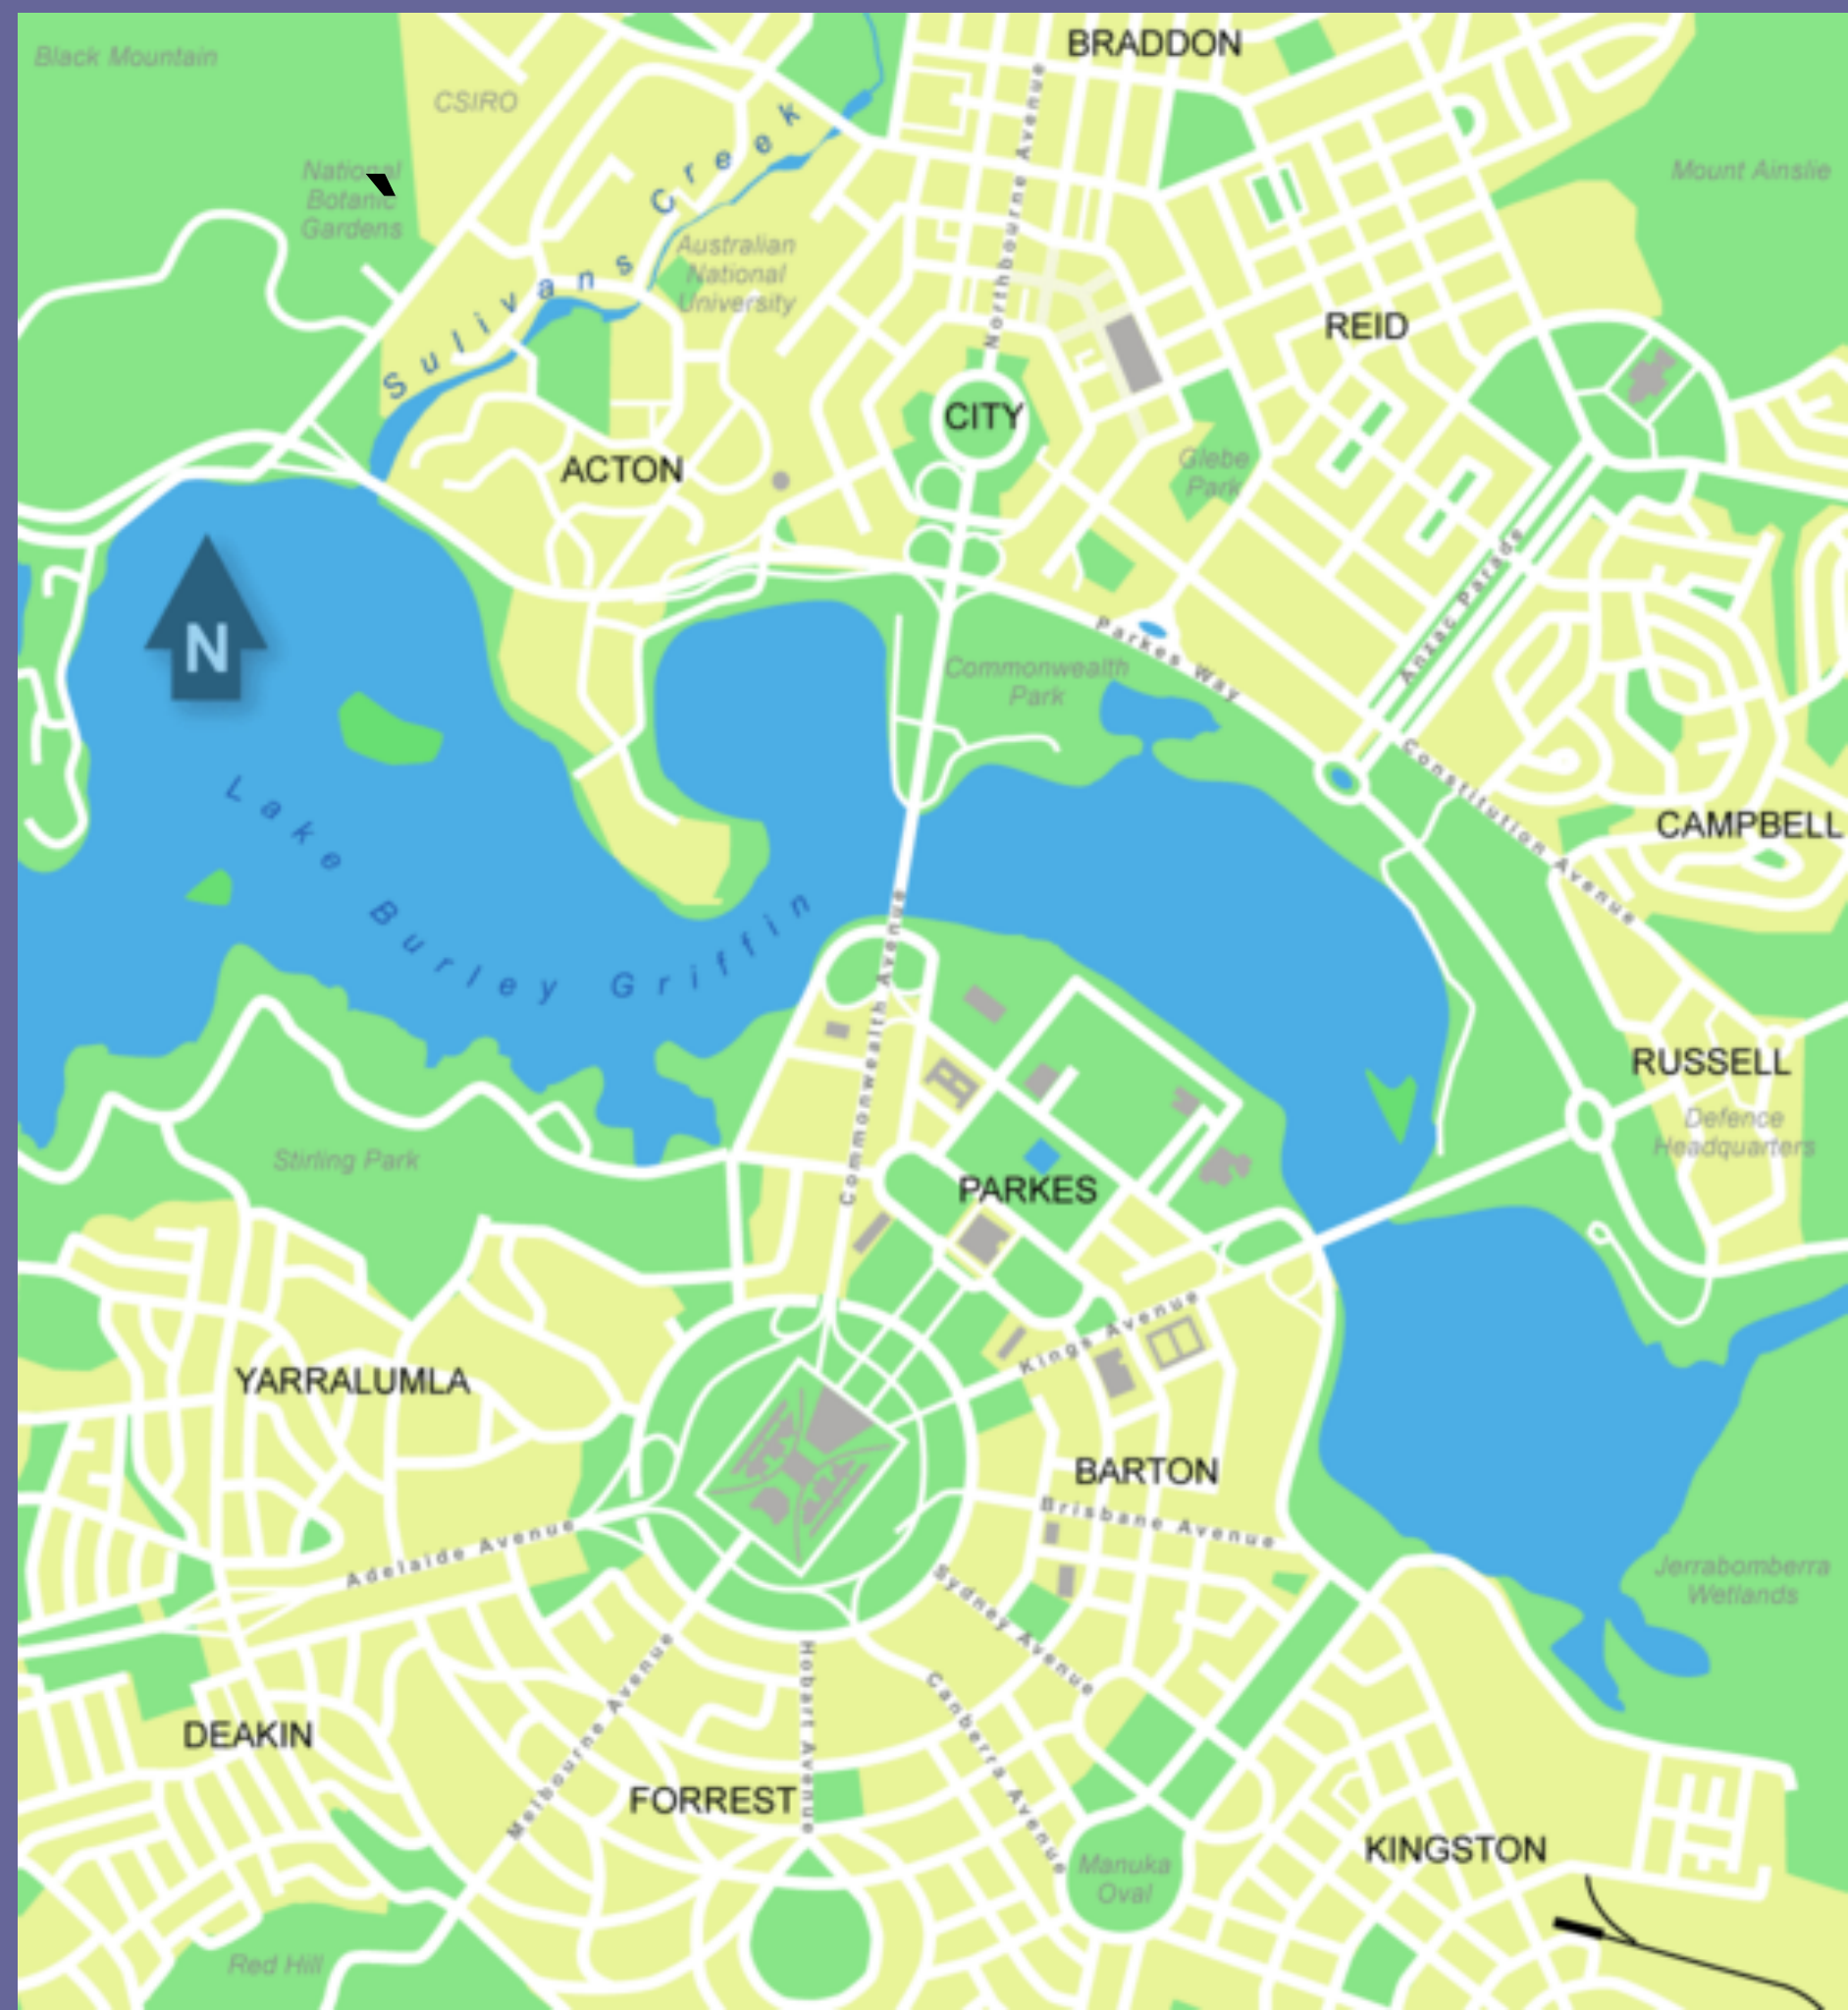 BRADDON
Black Mountain
CSIRO
National
Botanic
Gardens
Mount Ainslie
Sulivans Creek
Australian
National
University
Northbourne Avenue
REID
CITY
ACTON
Glebe
Park
Anzac Parade
Parkes Way
N
Commonwealth
Park
Constitution Avenue
CAMPBELL
Lake Burley Griffin
Commonwealth Avenue
RUSSELL
Defence
Headquarters
Stirling Park
PARKES
Kings Avenue
YARRALUMLA
BARTON
Brisbane Avenue
Adelaide Avenue
Sydney Avenue
Jerrabomberra
Wetlands
Melbourne Avenue
Hobart Avenue
Canberra Avenue
DEAKIN
FORREST
KINGSTON
Manuka
Oval
Red Hill